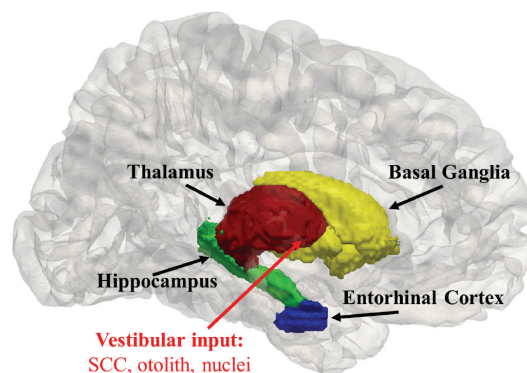 Thalamus
Basal Ganglia
Hippocampus
Entorhinal Cortex
Vestibular input:
SCC, otolith, nuclei